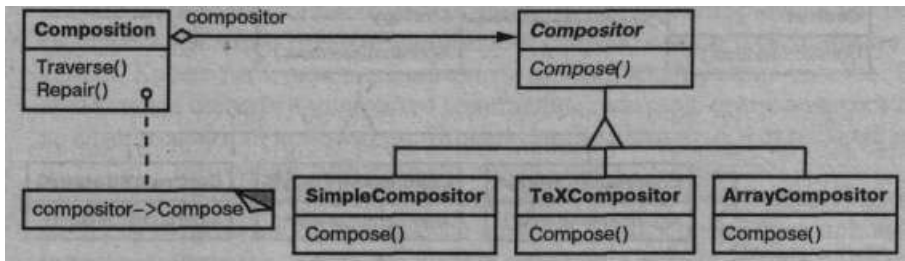 Composition
compositor
Compositor
Traverse()
Repair()
Compose()
compositor->Compose
SimpleCompositor
TeXCompositor
ArrayCompositor
Compose()
Compose()
Compose()